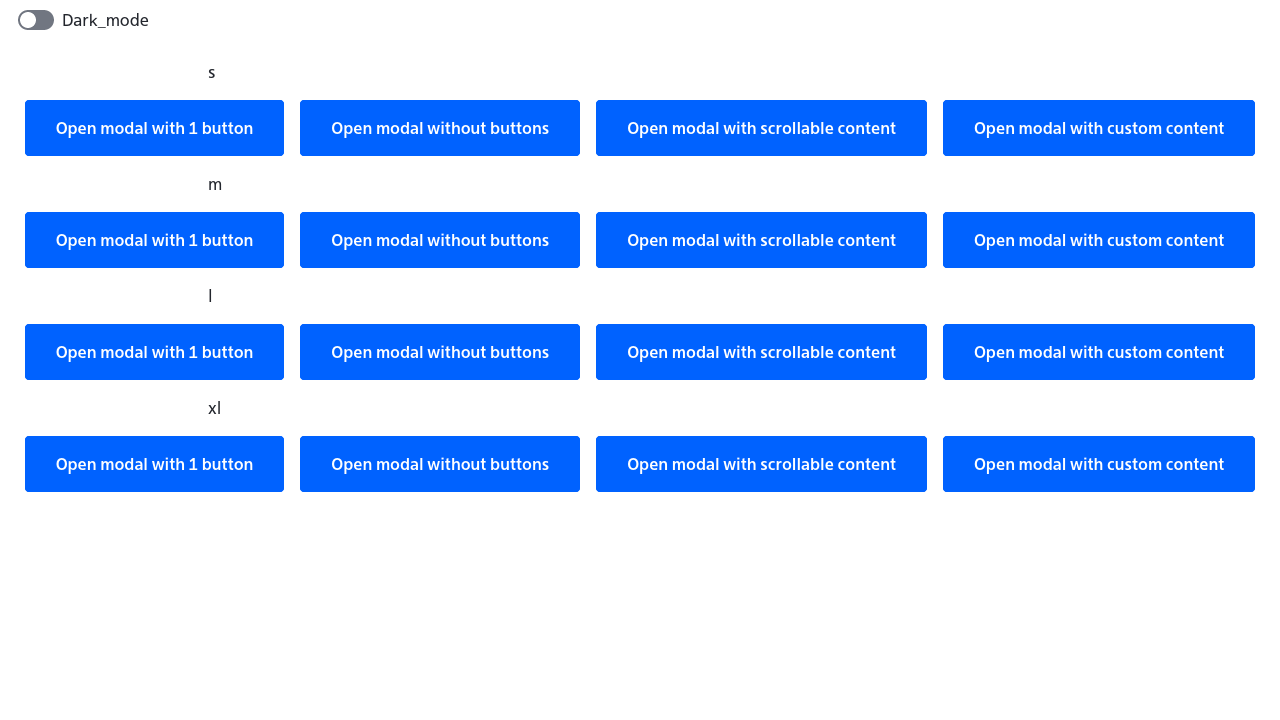 Dark_mode
s
Open modal with 1 button Open modal without buttons Open modal with scrollable content Open modal with custom content
m
Open modal with 1 button Open modal without buttons Open modal with scrollable content Open modal with custom content
l
Open modal with 1 button Open modal without buttons Open modal with scrollable content Open modal with custom content
xl
Open modal with 1 button Open modal without buttons Open modal with scrollable content Open modal with custom content